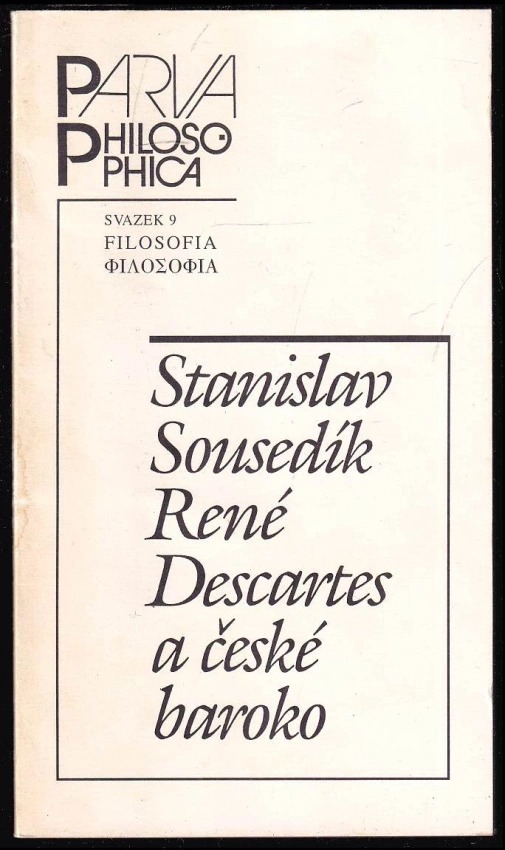 PARVA
PHILOSO
PHICA
SVAZEK 9
FILOSOFIA
ΦΙΛΟΣΟΦΙΑ
Stanislav
Sousedík
René
Descartes
a české
baroko